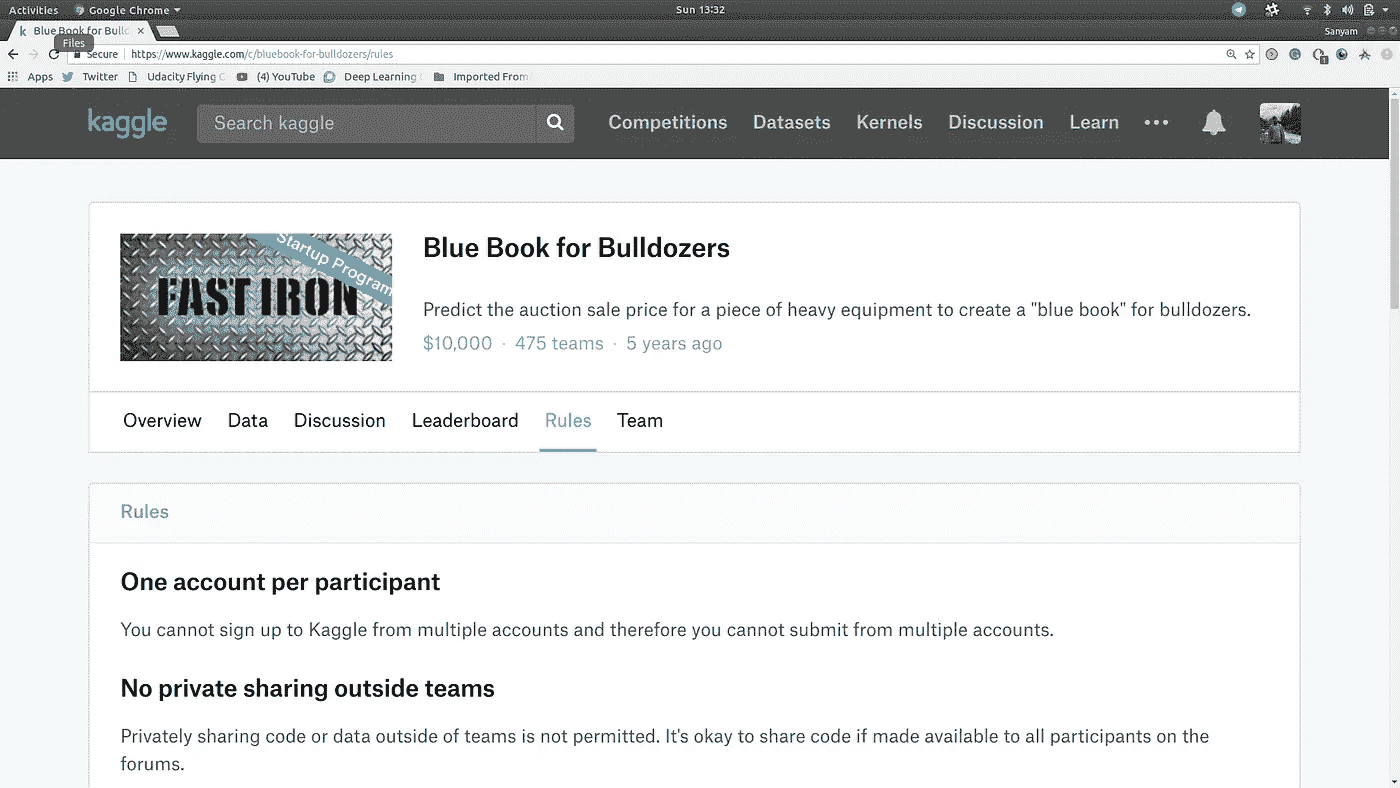 Activities Google Chrome Sun 13:32
k Blue Book for Bulld Sanyam
Files
Secure https://www.kaggle.com/c/bluebook-for-bulldozers/rules
Apps Twitter Udacity Flying (4) YouTube Deep Learning Imported From
kaggle Search kaggle Competitions Datasets Kernels Discussion Learn
Startup Program
FAST IRON
Blue Book for Bulldozers
Predict the auction sale price for a piece of heavy equipment to create a "blue book" for bulldozers.
$10,000 · 475 teams · 5 years ago
Overview Data Discussion Leaderboard Rules Team
Rules
One account per participant
You cannot sign up to Kaggle from multiple accounts and therefore you cannot submit from multiple accounts.
No private sharing outside teams
Privately sharing code or data outside of teams is not permitted. It's okay to share code if made available to all participants on the
forums.